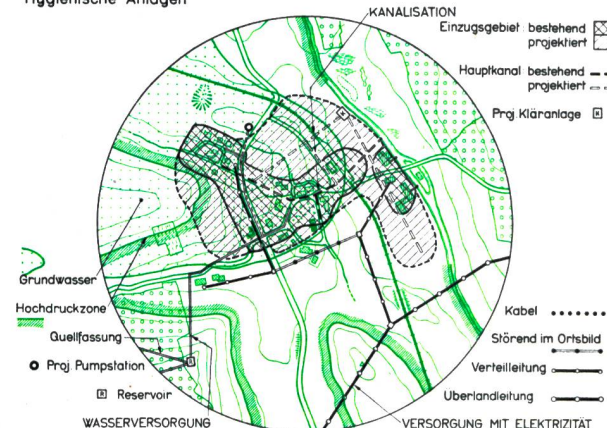 Hygienische Anlagen
KANALISATION
Einzugsgebiet bestehend
projektiert
Hauptkanal bestehend
projektiert
Proj. Kläranlage
Grundwasser
Hochdruckzone
Quellfassung
Proj. Pumpstation
Reservoir
WASSERVERSORGUNG
Kabel
Störend im Ortsbild
Verteilleitung
Überlandleitung
VERSORGUNG MIT ELEKTRIZITÄT